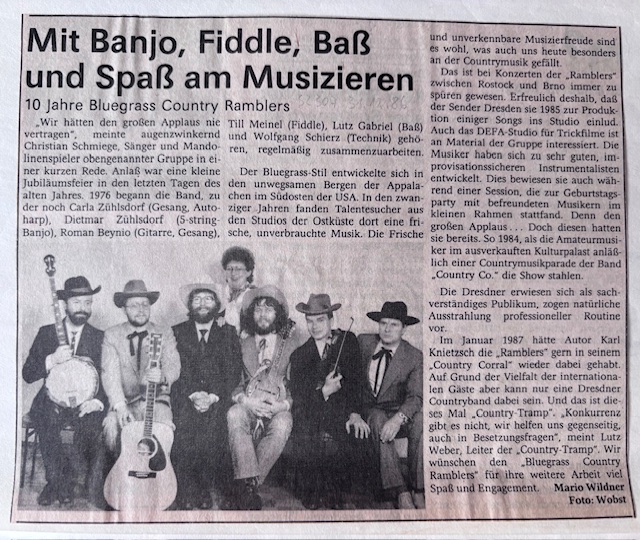 Mit Banjo, Fiddle, Baß
und Spaß am Musizieren
10 Jahre Bluegrass Country Ramblers
„Wir hätten den großen Applaus nie
vertragen“, meinte augenzwinkernd
Christian Schmiege, Sänger und Mando-
linenspieler obengenannter Gruppe in ei-
ner kurzen Rede. Anlaß war eine kleine
Jubiläumsfeier in den letzten Tagen des
alten Jahres. 1976 begann die Band, zu
der noch Carla Zühlsdorf (Gesang, Auto-
harp), Dietmar Zühlsdorf (5-string-
Banjo), Roman Beynio (Gitarre, Gesang),
Till Meinel (Fiddle), Lutz Gabriel (Baß)
und Wolfgang Schierz (Technik) gehö-
ren, regelmäßig zusammenzuarbeiten.
Der Bluegrass-Stil entwickelte sich in
den unwegsamen Bergen der Appala-
chen im Südosten der USA. In den zwan-
ziger Jahren fanden Talentesucher aus
den Studios der Ostküste dort eine fri-
sche, unverbrauchte Musik. Die Frische
und unverkennbare Musizierfreude sind
es wohl, was auch uns heute besonders
an der Countrymusik gefällt.
Das ist bei Konzerten der „Ramblers“
zwischen Rostock und Brno immer zu
spüren gewesen. Erfreulich deshalb, daß
der Sender Dresden sie 1985 zur Produk-
tion einiger Songs ins Studio einlud.
Auch das DEFA-Studio für Trickfilme ist
an Material der Gruppe interessiert. Die
Musiker haben sich zu sehr guten, im-
provisationssicheren Instrumentalisten
entwickelt. Dies bewiesen sie auch wäh-
rend einer Session, die zur Geburtstags-
party mit befreundeten Musikern im
kleinen Rahmen stattfand. Denn den
großen Applaus . . . Doch diesen hatten
sie bereits. So 1984, als die Amateurmusi-
ker im ausverkauften Kulturpalast anläß-
lich einer Countrymusikparade der Band
„Country Co.“ die Show stahlen.
Die Dresdner erwiesen sich als sach-
verständiges Publikum, zogen natürliche
Ausstrahlung professioneller Routine
vor.
Im Januar 1987 hätte Autor Karl
Knietzsch die „Ramblers“ gern in seinem
„Country Corral“ wieder dabei gehabt.
Auf Grund der Vielfalt der internationa-
len Gäste aber kann nur eine Dresdner
Countryband dabei sein. Und das ist die-
ses Mal „Country-Tramp“. „Konkurrenz
gibt es nicht, wir helfen uns gegenseitig,
auch in Besetzungsfragen“, meint Lutz
Weber, Leiter der „Country-Tramp“. Wir
wünschen den „Bluegrass Country
Ramblers“ für ihre weitere Arbeit viel
Spaß und Engagement. Mario Wildner
Foto: Wobst